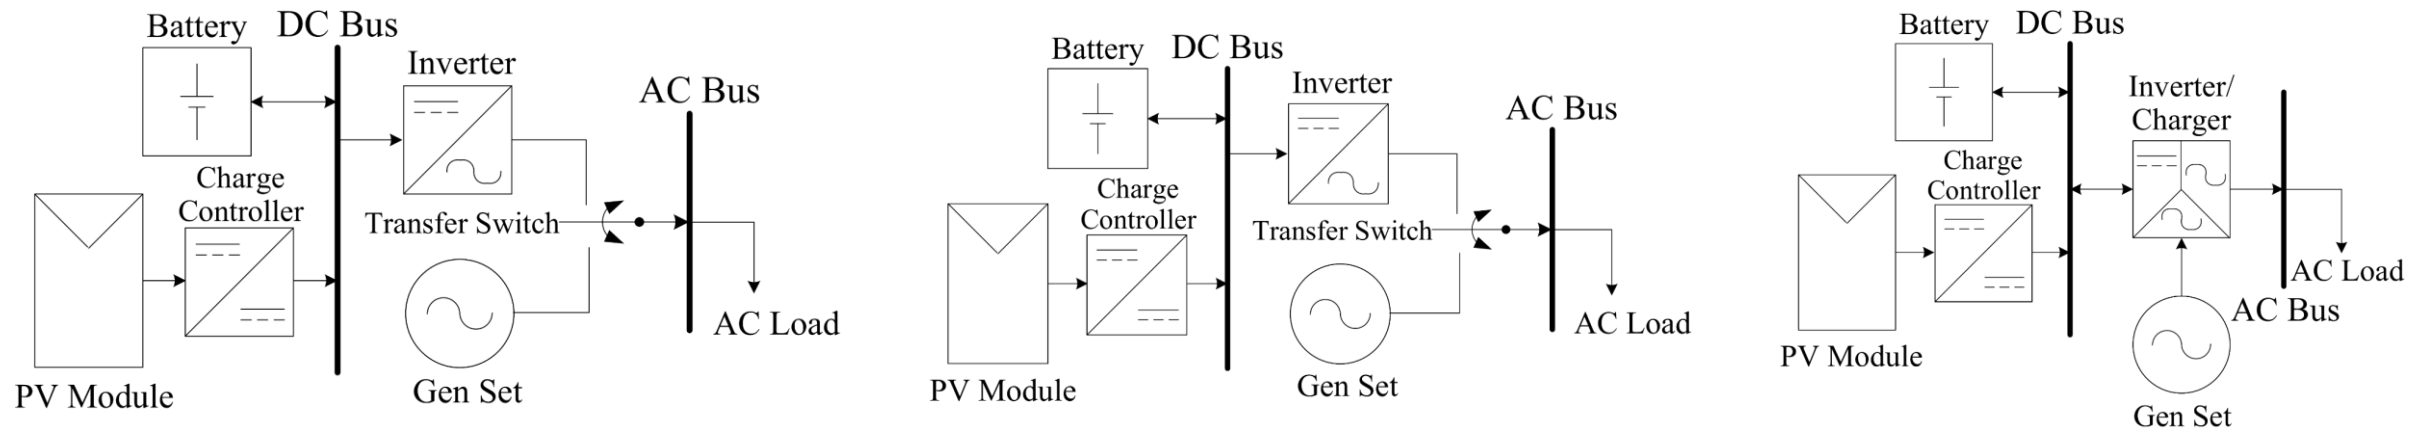 Battery
DC Bus
Inverter
AC Bus
Charge
Controller
Transfer Switch
AC Load
PV Module
Gen Set
Battery
DC Bus
Inverter
AC Bus
Charge
Controller
Transfer Switch
AC Load
PV Module
Gen Set
Battery
DC Bus
Inverter/
Charger
Charge
Controller
AC Load
AC Bus
PV Module
Gen Set